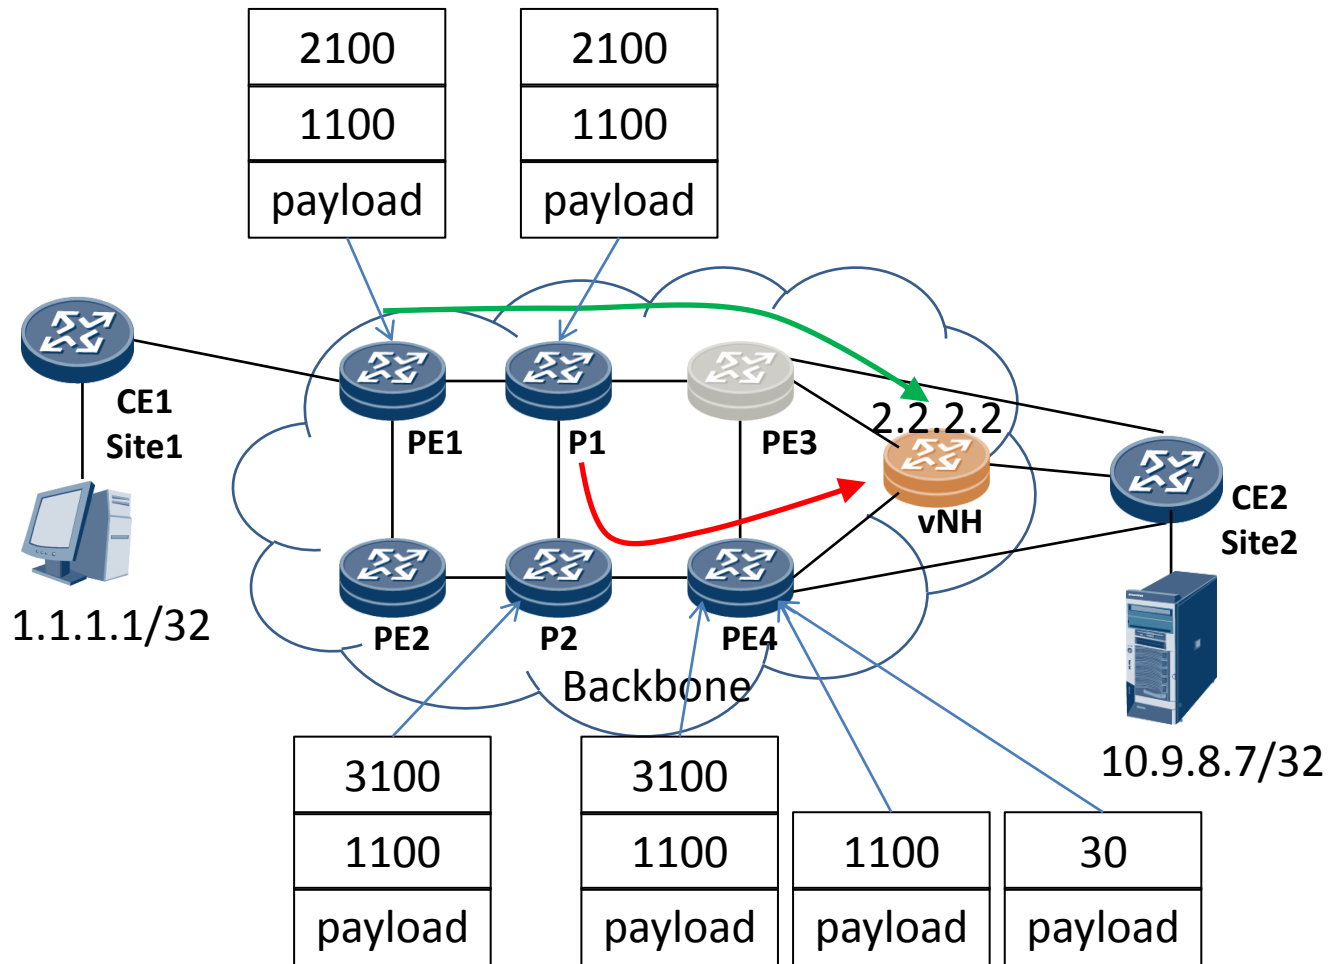 2100
1100
payload
2100
1100
payload
CE1
Site1
PE1
P1
PE3
2.2.2.2
vNH
CE2
Site2
1.1.1.1/32
PE2
P2
PE4
Backbone
10.9.8.7/32
3100
1100
payload
3100
1100
payload
1100
payload
30
payload